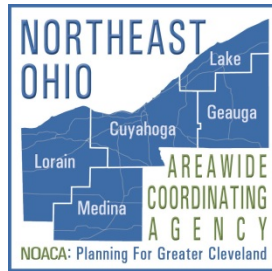 NORTHEAST
OHIO
Lake
Geauga
Cuyahoga
Lorain
Medina
AREAWIDE
COORDINATING
AGENCY
NOACA: Planning For Greater Cleveland